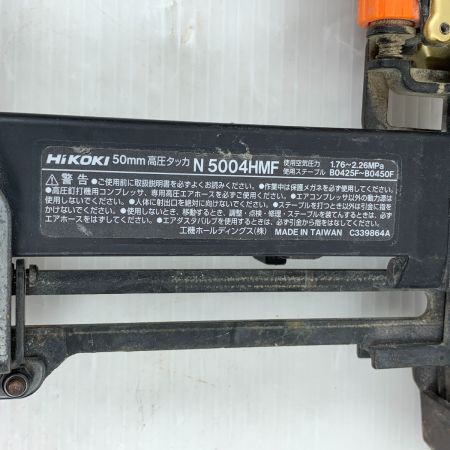 HiKOKI 50mm 高圧タッカ N 5004HMF 使用空気圧力 1.76~2.26MPa
使用ステープル B0425F~B0450F
⚠警告 ●ご使用前に取扱説明書を必ずよくお読みください。●作業中は保護メガネを必ず使用してください。
●高圧釘打機用コンプレッサ、専用高圧エアホースを必ずご使用ください。●エアコンプレッサ以外の動力源は
使用しないでください。●人体に射出口を絶対に向けないでください。●ステープルを打つとき以外は引金に指を
かけないでください。●使用しないとき、移動するとき、調整・点検・修理・ステープルを装てんするときは、必ずエアホースを
外してください。●エアダスタバルブを使用するときは、必ず引金から指をはなしてください。
工機ホールディングス(株) MADE IN TAIWAN C339864A